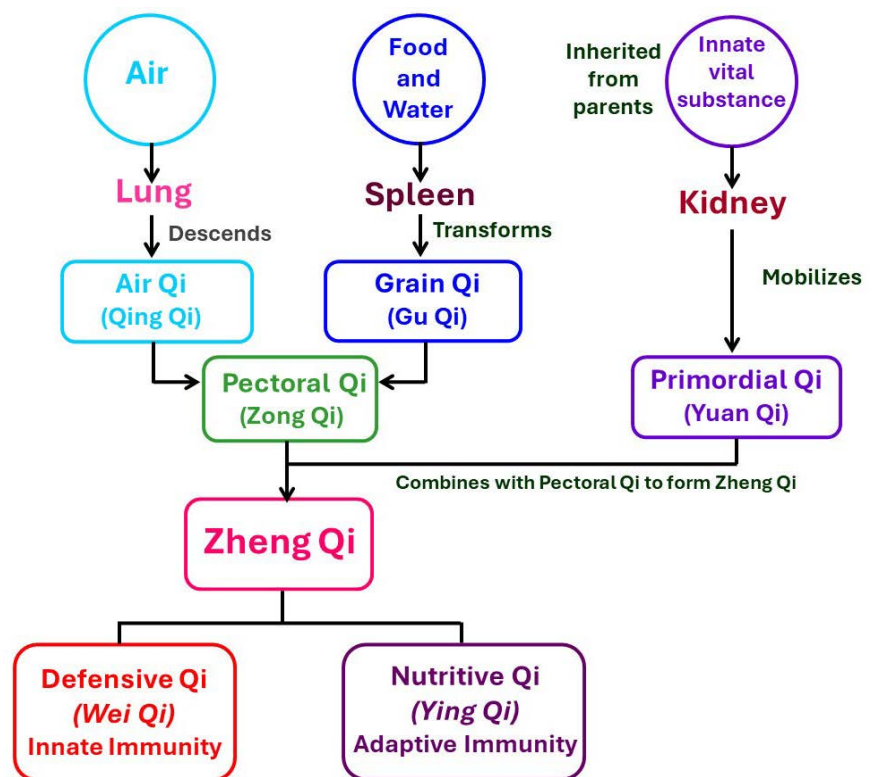 Air
Food
and
Water
Inherited
from
parents
Innate
vital
substance
Lung
Spleen
Kidney
Descends
Transforms
Mobilizes
Air Qi
(Qing Qi)
Grain Qi
(Gu Qi)
Pectoral Qi
(Zong Qi)
Primordial Qi
(Yuan Qi)
Combines with Pectoral Qi to form Zheng Qi
Zheng Qi
Defensive Qi
(Wei Qi)
Innate Immunity
Nutritive Qi
(Ying Qi)
Adaptive Immunity